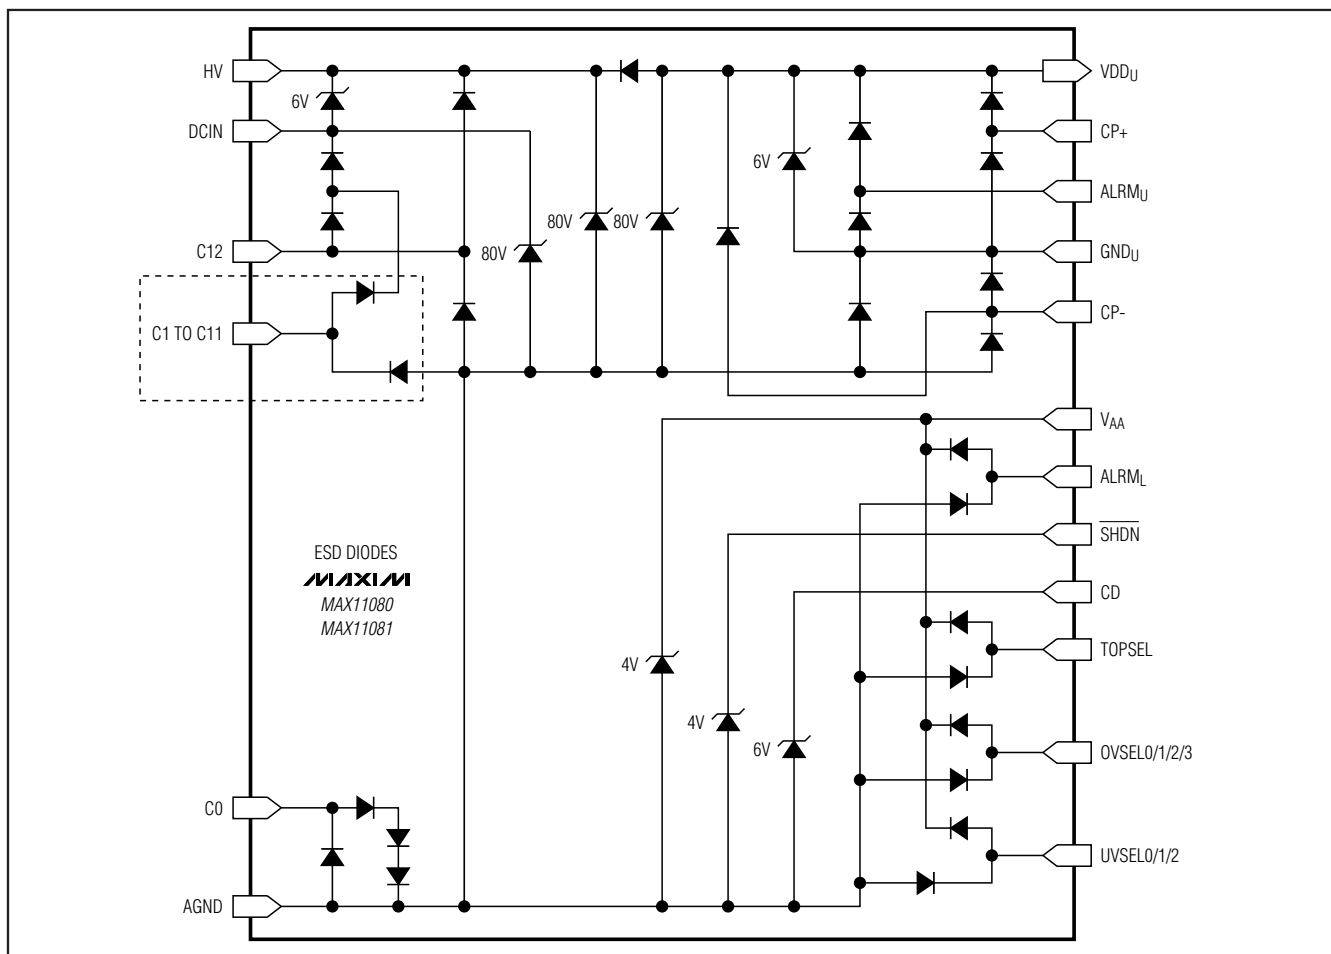 HV
VDDU
6V
DCIN
CP+
6V
ALRMU
80V
80V
C12
80V
GNDU
CP-
C1 TO C11
VAA
ALRML
SHDN
ESD DIODES
MAXIM
MAX11080
MAX11081
CD
TOPSEL
4V
4V
6V
OVSEL0/1/2/3
C0
UVSEL0/1/2
AGND